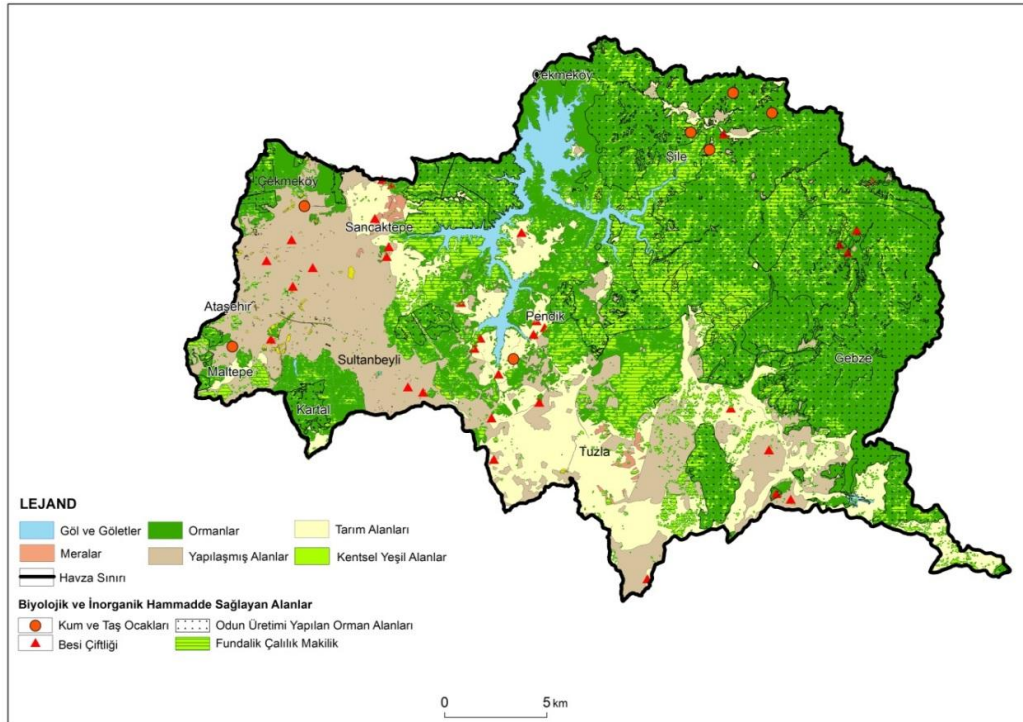 Çekmeköy
Şile
Çekmeköy
Sancaktepe
Ataşehir
Pendik
Sultanbeyli
Gebze
Maltepe
Kartal
Tuzla
LEJAND
Göl ve Göletler
Ormanlar
Tarım Alanları
Meralar
Yapılaşmış Alanlar
Kentsel Yeşil Alanlar
Havza Sınırı
Biyolojik ve İnorganik Hammadde Sağlayan Alanlar
Kum ve Taş Ocakları
Odun Üretimi Yapılan Orman Alanları
Besi Çiftliği
Fundalik Çalılık Makilik
0 5 km